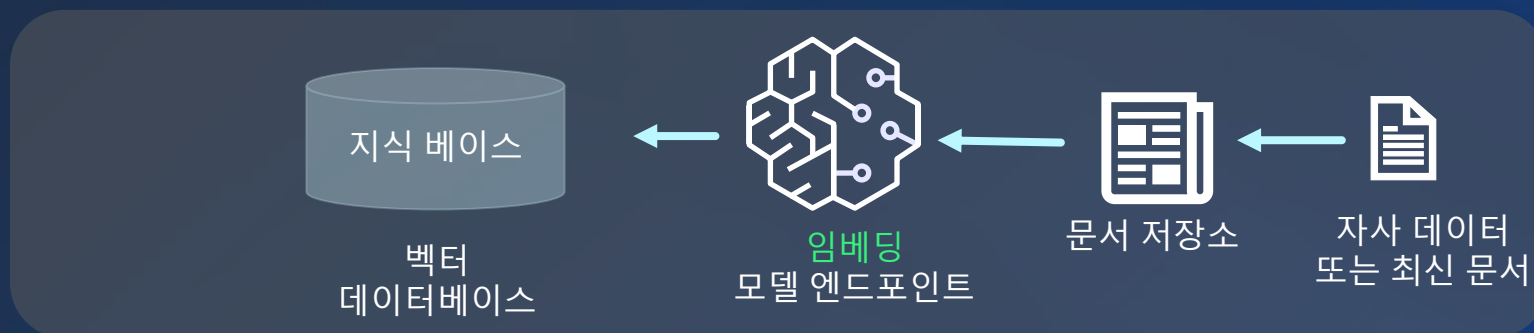 지식 베이스
벡터
데이터베이스
임베딩
모델 엔드포인트
문서 저장소
자사 데이터
또는 최신 문서